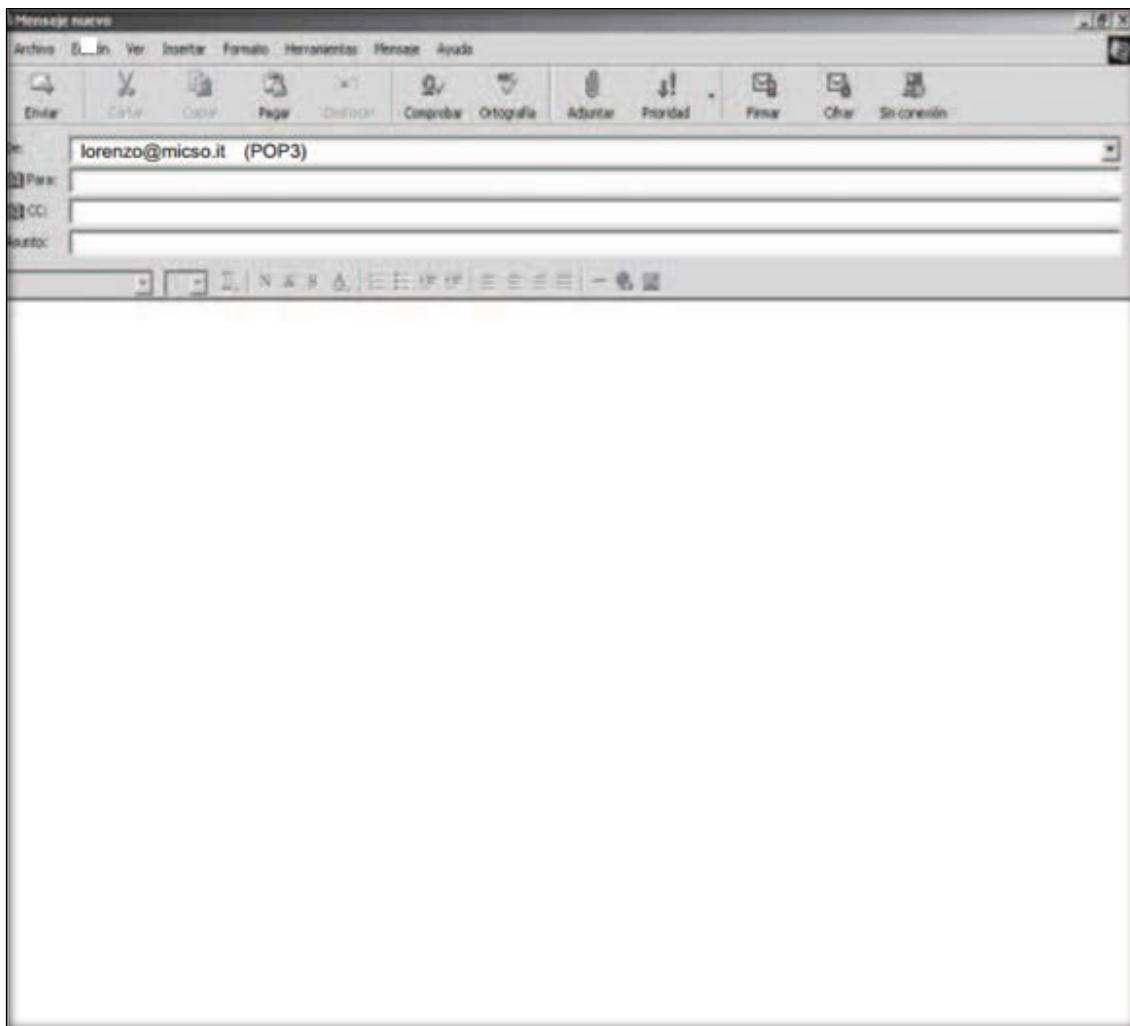 Mensaje nuevo
Archivo Ver Insertar Formato Herramientas Mensaje Ayuda
Enviar Cortar Copiar Pegar Deshacer Comprobar Ortografía Adjuntar Prioridad Firmar Cifrar Sin conexión
lorenzo@micso.it (POP3)
Para:
CC:
Asunto:
N K S A